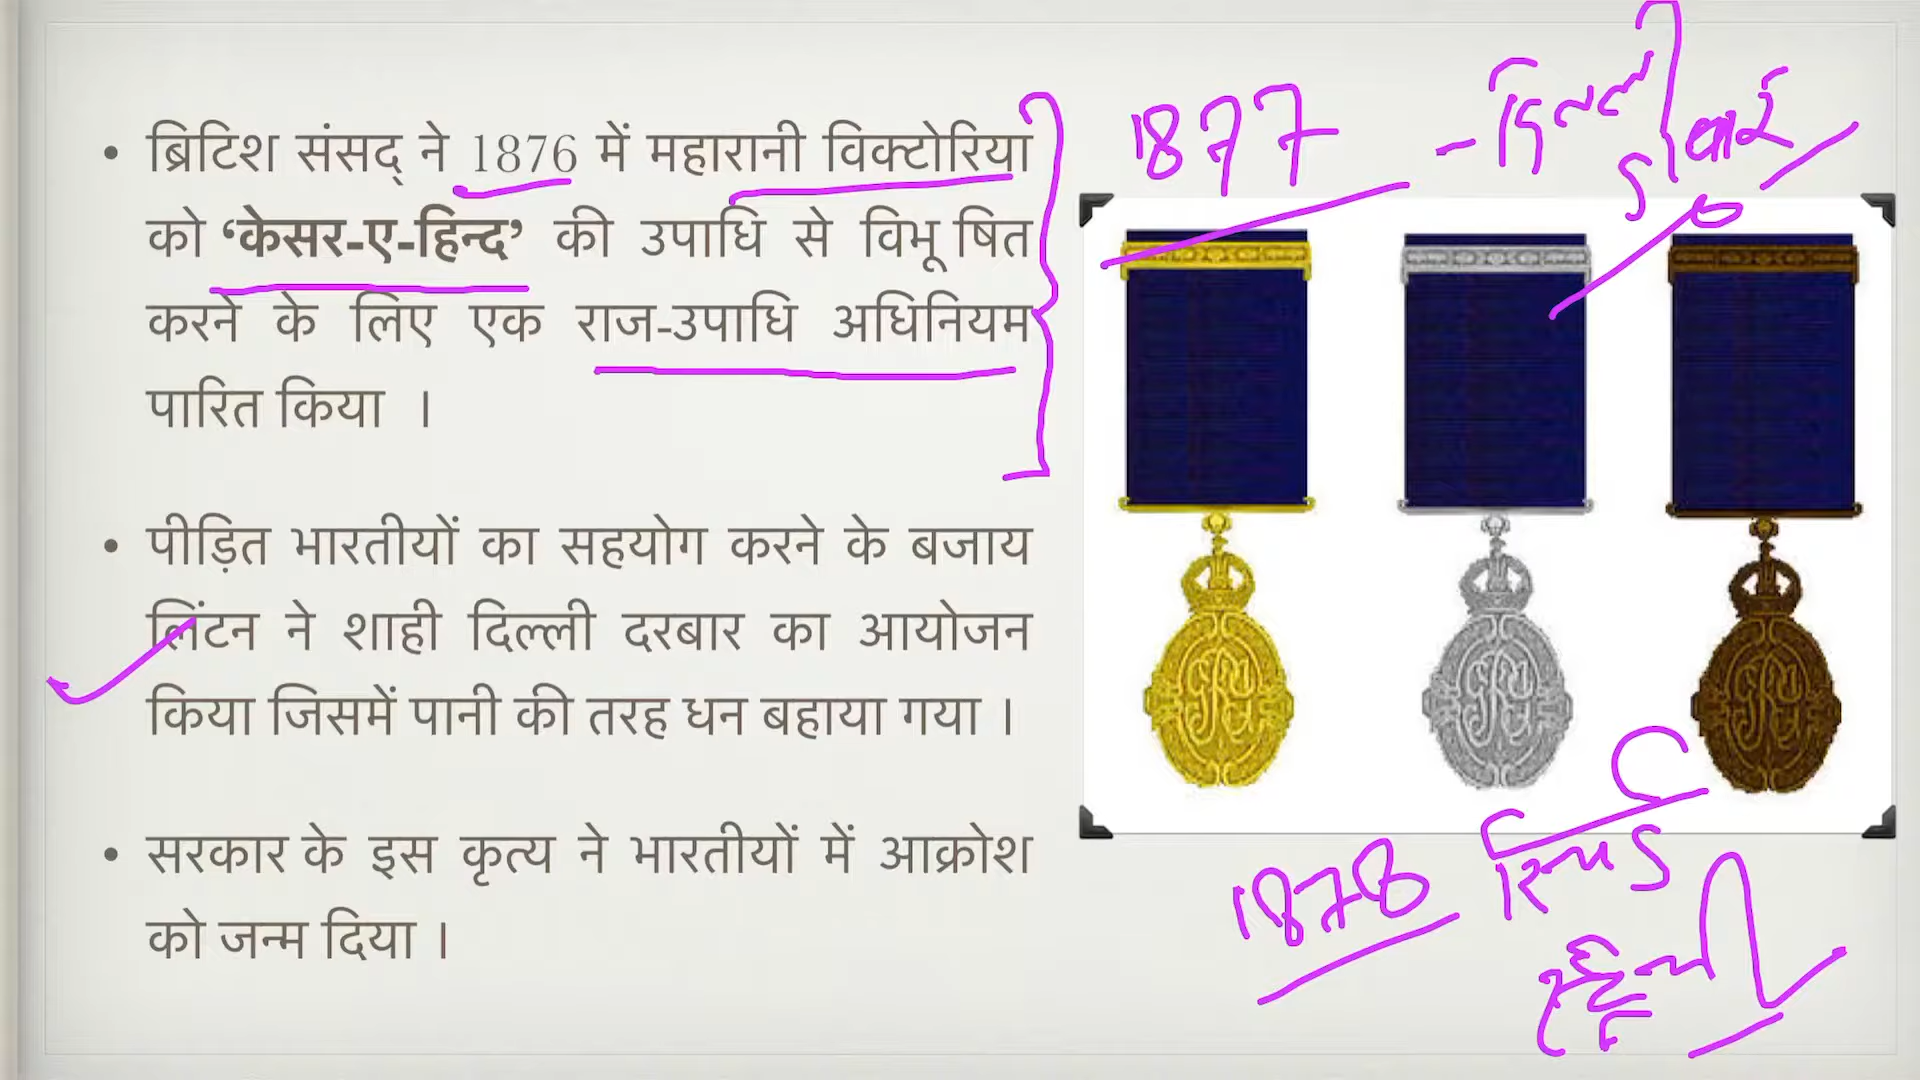 • ब्रिटिश संसद् ने 1876 में महारानी विक्टोरिया
को ‘केसर-ए-हिन्द’ की उपाधि से विभू षित
करने के लिए एक राज-उपाधि अधिनियम
पारित किया ।
• पीड़ित भारतीयों का सहयोग करने के बजाय
लिंटन ने शाही दिल्ली दरबार का आयोजन
किया जिसमें पानी की तरह धन बहाया गया ।
• सरकार के इस कृत्य ने भारतीयों में आक्रोश
को जन्म दिया ।
1877
1878